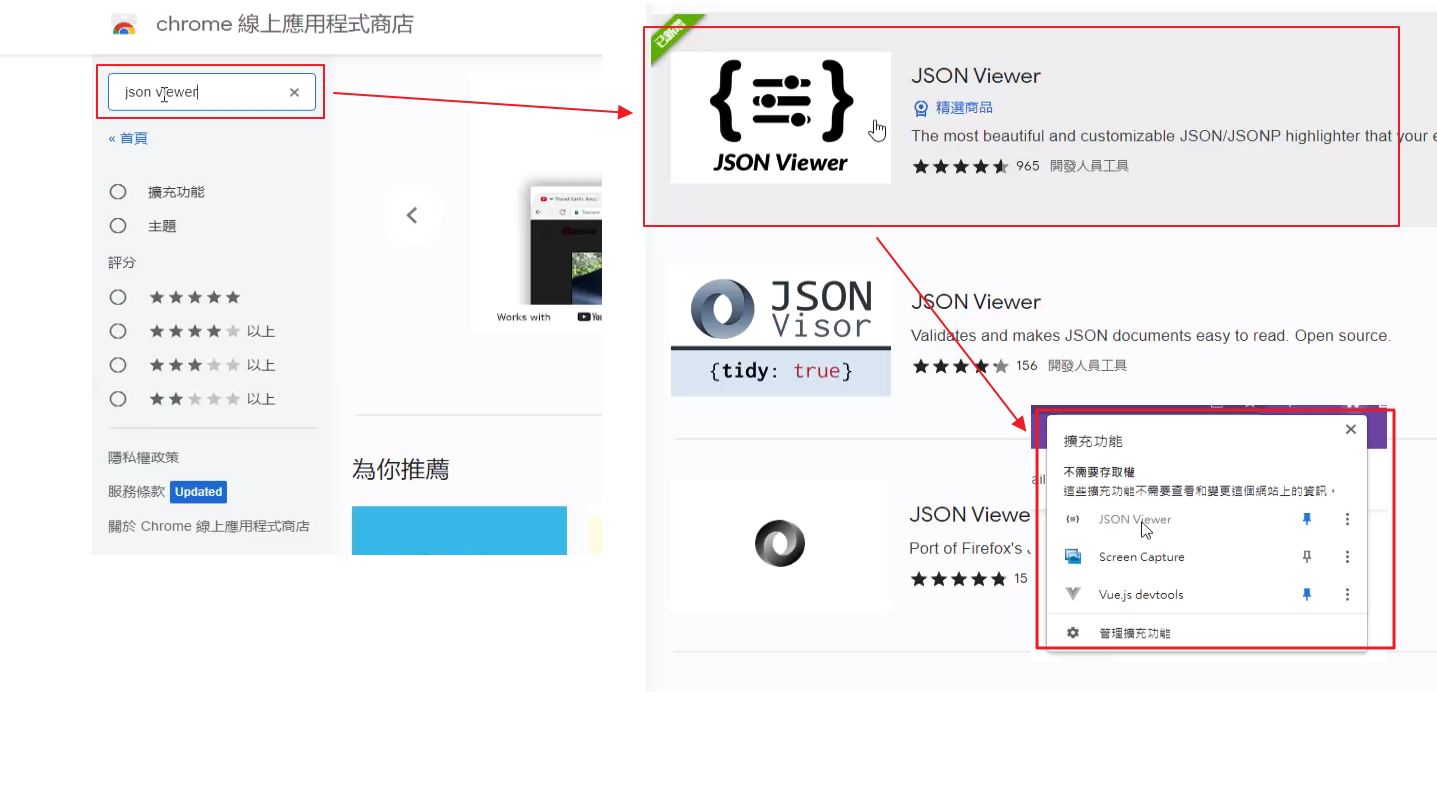 chrome 線上應用程式商店
json viewer
« 首頁
擴充功能
主題
評分
以上
以上
以上
隱私權政策
服務條款 Updated
關於 Chrome 線上應用程式商店
Works with
為你推薦
JSON Viewer
JSON Viewer
精選商品
The most beautiful and customizable JSON/JSONP highlighter that your e
965 開發人員工具
JSON
Visor
{tidy: true}
JSON Viewer
Validates and makes JSON documents easy to read. Open source.
156 開發人員工具
JSON Viewe
Port of Firefox's
15
擴充功能
不需要存取權
這些擴充功能不需要查看和變更這個網站上的資訊。
JSON Viewer
Screen Capture
Vue.js devtools
管理擴充功能